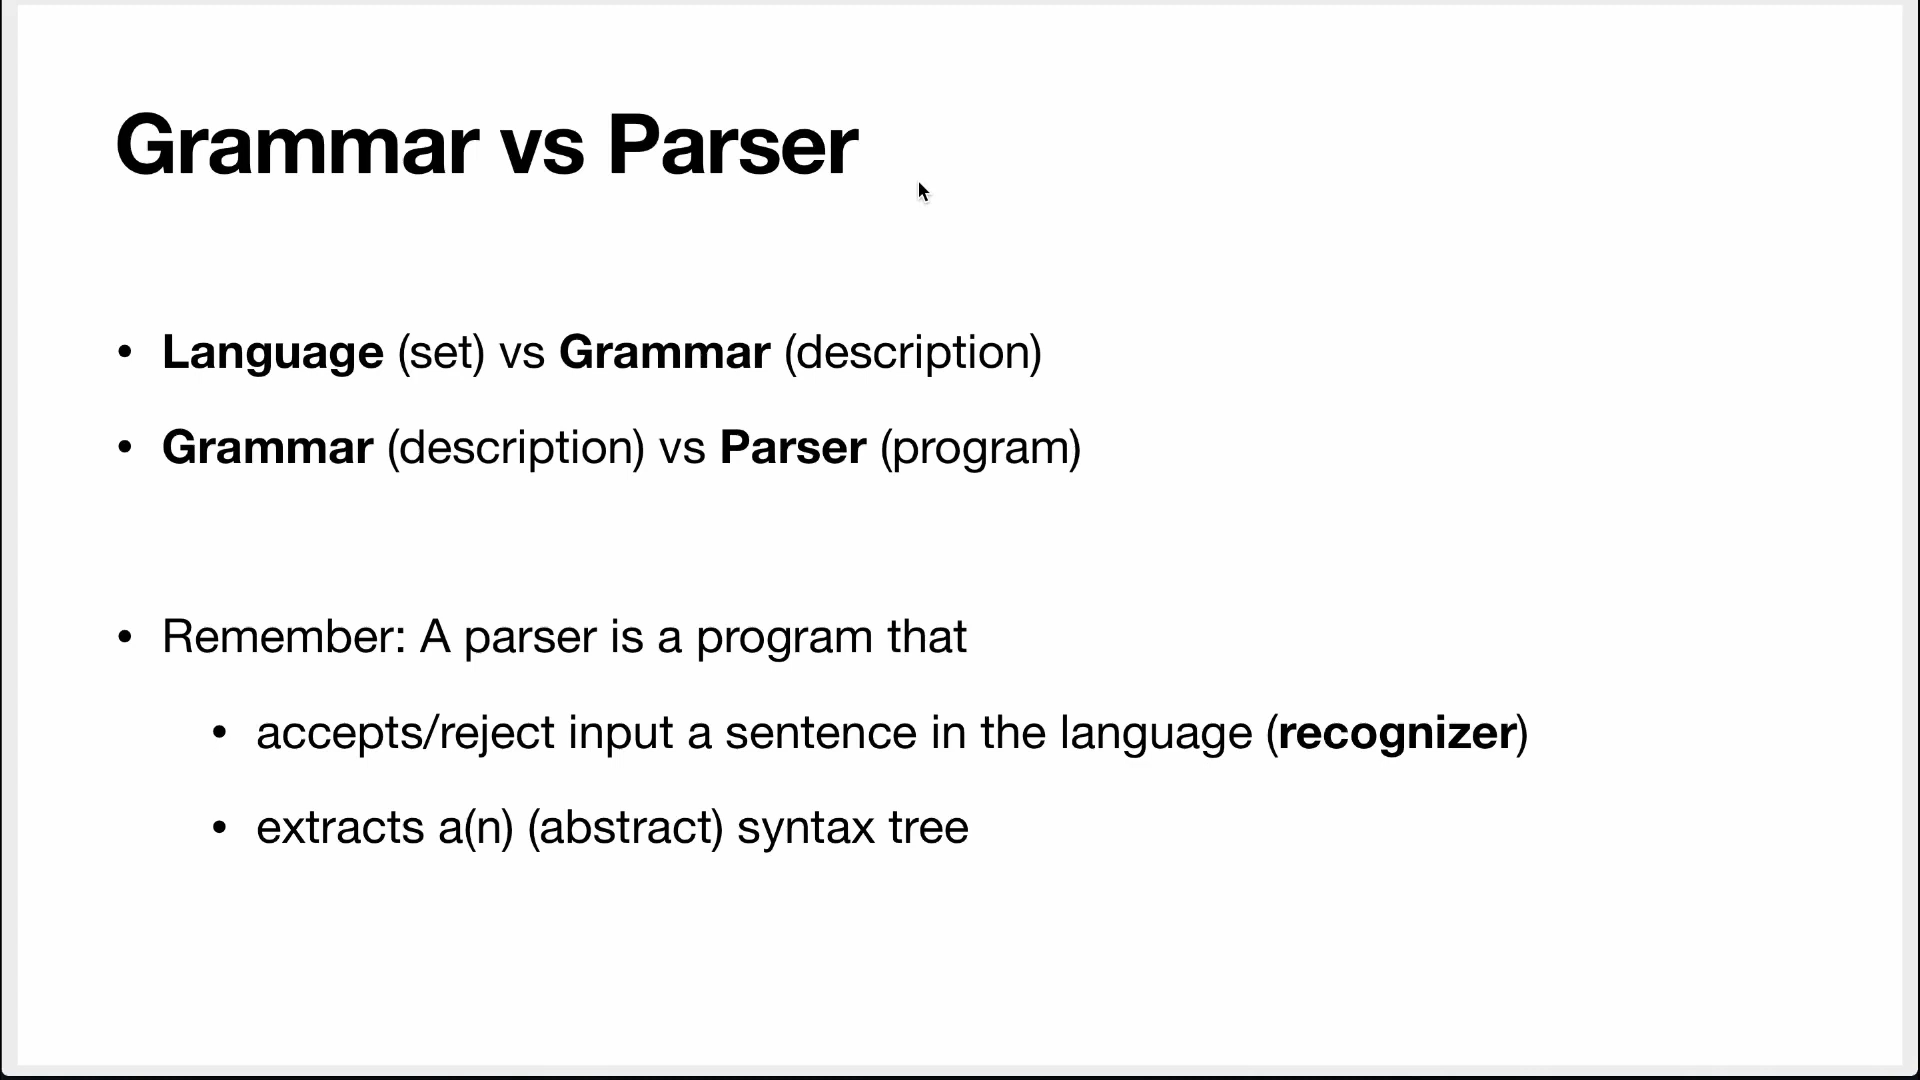 Grammar vs Parser
• Language (set) vs Grammar (description)
• Grammar (description) vs Parser (program)
• Remember: A parser is a program that
• accepts/reject input a sentence in the language (recognizer)
• extracts a(n) (abstract) syntax tree